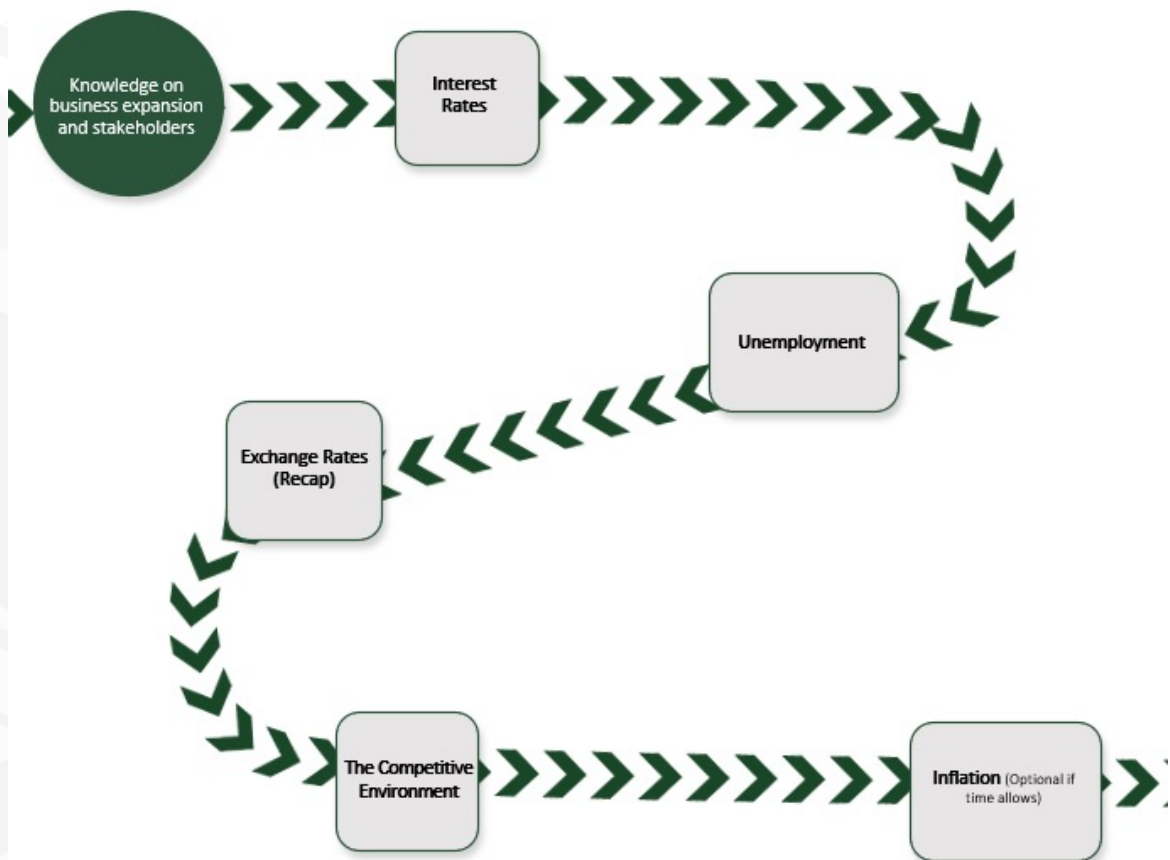 Knowledge on
business expansion
and stakeholders
Interest
Rates
Unemployment
Exchange Rates
(Recap)
The Competitive
Environment
Inflation (Optional if
time allows)